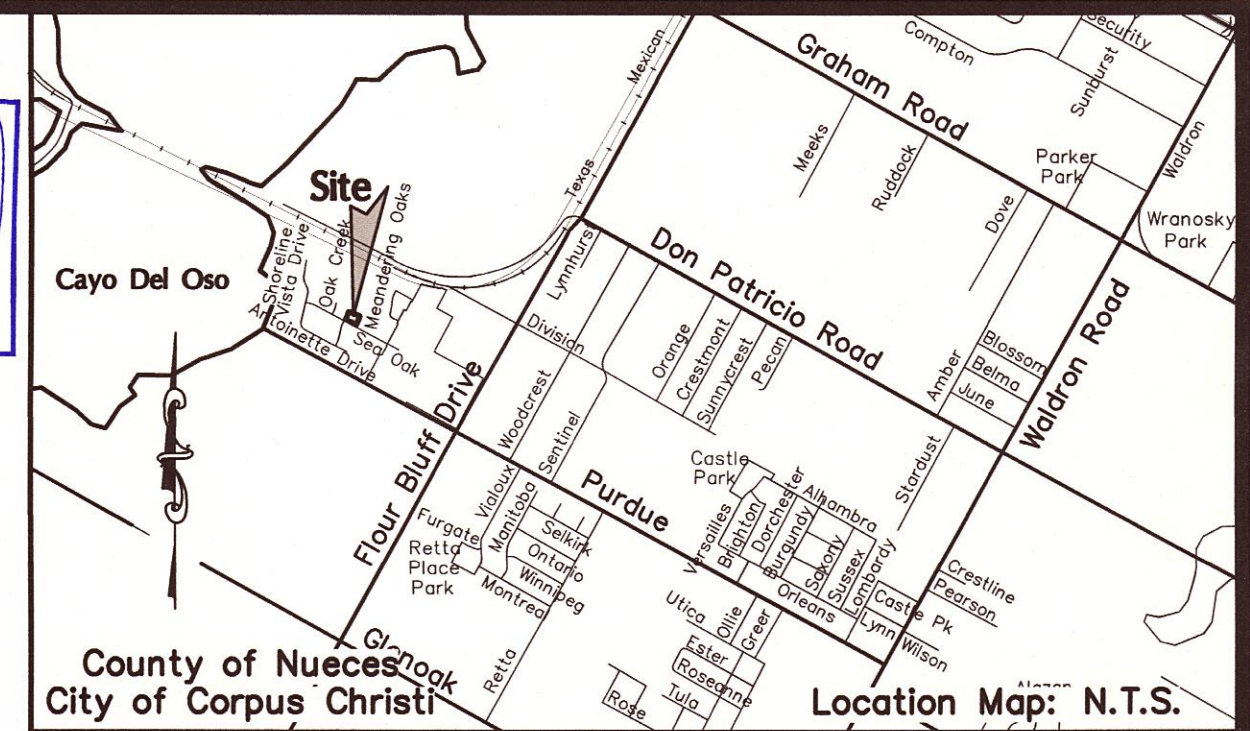 Security
Compton
Graham Road
Sunburst
Mexican
Texas
Meeks
Ruddock
Parker
Park
Waldron
Wranosky
Park
Dove
Site
Cayo Del Oso
Shoreline
Vista Drive
Oak Creek
Meandering Oaks
Antoinette Drive
Sea Oak
Lynnhurst
Don Patricio Road
Division
Orange
Crestmont
Sunnycrest
Pecan
Blossom
Belma
June
Amber
Waldron Road
Flour Bluff Drive
Woodcrest
Sentinel
Stardust
Castle
Park
Purdue
Vialoux
Manitoba
Furgate
Retta
Place
Park
Selkirk
Ontario
Winnipeg
Montreal
Versailles
Brighton
Dorchester
Burgundy
Alhambra
Saxony
Sussex
Lombardy
Orleans
Castle Pk
Lynn
Wilson
Crestline
Pearson
Utica
Ollie
Greer
Ester
Roseanne
Tula
Rose
Retta
Glenoak
County of Nueces
City of Corpus Christi
Location Map: N.T.S.